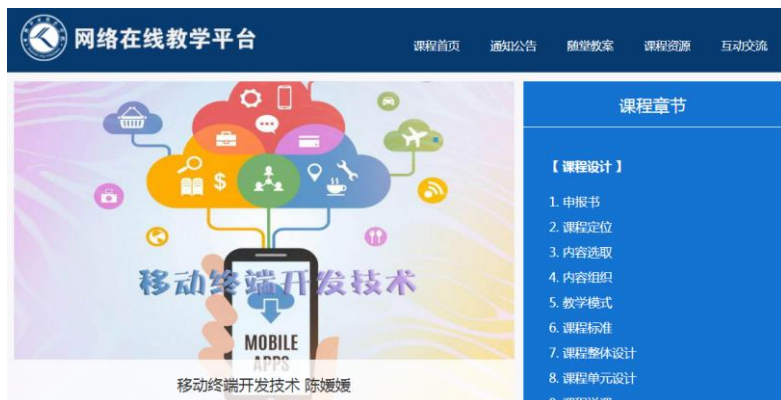 网络在线教学平台
课程首页 通知公告 随堂教案 课程资源 互动交流
$
移动终端开发技术
MOBILE
APPS
移动终端开发技术 陈媛媛
课程章节
【 课程设计 】
1. 申报书
2. 课程定位
3. 内容选取
4. 内容组织
5. 教学模式
6. 课程标准
7. 课程整体设计
8. 课程单元设计